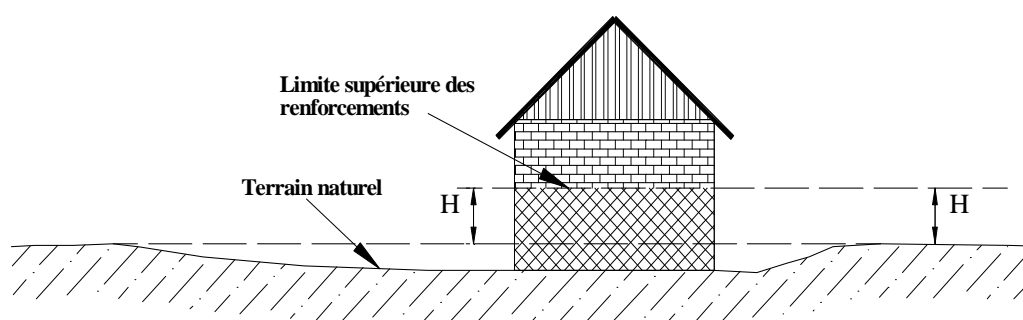 Limite supérieure des
renforcements
Terrain naturel
H
H